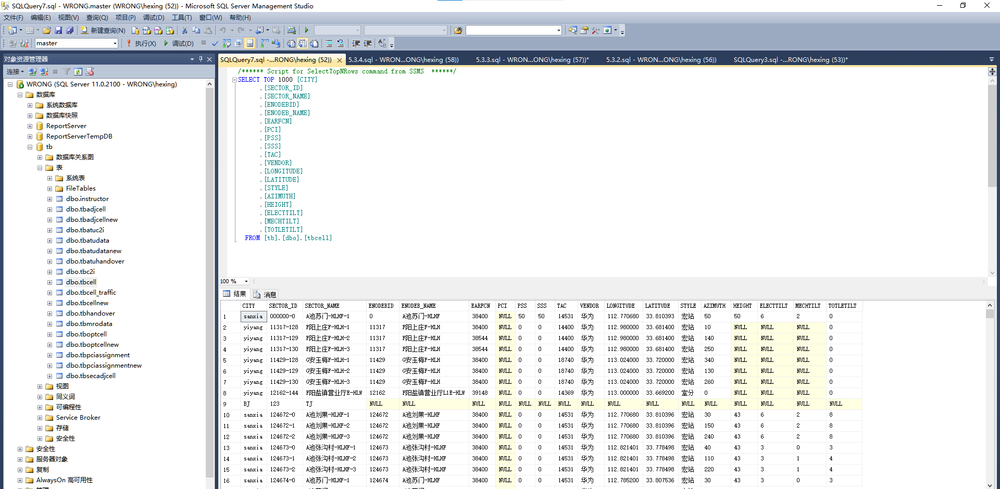 SQLQuery7.sql - WRONG.master (WRONG\hexing (52)) - Microsoft SQL Server Management Studio
文件(F) 编辑(E) 视图(V) 查询(Q) 项目(P) 调试(D) 工具(T) 窗口(W) 帮助(H)
新建查询(N)
master 执行(X) 调试(D)
对象资源管理器
连接
WRONG (SQL Server 11.0.2100 - WRONG\hexing)
数据库
系统数据库
数据库快照
ReportServer
ReportServerTempDB
tb
数据库关系图
表
系统表
FileTables
dbo.instructor
dbo.tbadjcell
dbo.tbadjcellnew
dbo.tbatuc2i
dbo.tbatudata
dbo.tbatudatanew
dbo.tbatuhandover
dbo.tbc2i
dbo.tbcell
dbo.tbcell_traffic
dbo.tbcellnew
dbo.tbhandover
dbo.tbmrodata
dbo.tboptcell
dbo.tboptcellnew
dbo.tbpciassignment
dbo.tbpciassignmentnew
dbo.tbsecadjcell
视图
同义词
可编程性
Service Broker
存储
安全性
安全性
服务器对象
复制
AlwaysOn 高可用性
管理
SQLQuery7.sql -...RONG\hexing (52)) 5.3.4.sql - WRON...ONG\hexing (58)) 5.3.3.sql - WRON...ONG\hexing (57))* 5.3.2.sql - WRON...ONG\hexing (56)) SQLQuery3.sql -...RONG\hexing (53))*
/****** Script for SelectTopNRows command from SSMS  ******/
SELECT TOP 1000 [CITY]
,[SECTOR_ID]
,[SECTOR_NAME]
,[ENODEBID]
,[ENODEB_NAME]
,[EARFCN]
,[PCI]
,[PSS]
,[SSS]
,[TAC]
,[VENDOR]
,[LONGITUDE]
,[LATITUDE]
,[STYLE]
,[AZIMUTH]
,[HEIGHT]
,[ELECTTILT]
,[MECHTILT]
,[TOTLETILT]
FROM [tb].[dbo].[tbcell]
100 %
结果 消息
CITY SECTOR_ID SECTOR_NAME ENODEBID ENODEB_NAME EARFCN PCI PSS SSS TAC VENDOR LONGITUDE LATITUDE STYLE AZIMUTH HEIGHT ELECTTILT MECHTILT TOTLETILT
1 sanxia 000000-0 A池苏门-HLHF-1 0 A池苏门-HLHF 38400 NULL 50 50 14531 华为 112.770680 33.810393 宏站 50 50 6 2 0
2 yiyang 11317-128 F阳上庄F-HLH-1 11317 F阳上庄F-HLH 38400 NULL 0 0 14400 华为 112.980000 33.681400 宏站 10 NULL NULL NULL 0
3 yiyang 11317-129 F阳上庄F-HLH-2 11317 F阳上庄F-HLH 38544 NULL 0 0 14400 华为 112.980000 33.681400 宏站 140 NULL NULL NULL 0
4 yiyang 11317-130 F阳上庄F-HLH-3 11317 F阳上庄F-HLH 38544 NULL 0 0 14400 华为 112.980000 33.681400 宏站 250 NULL NULL NULL 0
5 yiyang 11429-128 G安玉梅F-HLH-1 11429 G安玉梅F-HLH 38400 NULL 0 0 18740 华为 113.024000 33.720000 宏站 340 NULL NULL NULL 0
6 yiyang 11429-129 G安玉梅F-HLH-2 11429 G安玉梅F-HLH 38400 NULL 0 0 18740 华为 113.024000 33.720000 宏站 130 NULL NULL NULL 0
7 yiyang 11429-130 G安玉梅F-HLH-3 11429 G安玉梅F-HLH 38400 NULL 0 0 18740 华为 113.024000 33.720000 宏站 260 NULL NULL NULL 0
8 yiyang 12162-144 F阳盐镇营业厅E-HLW 12162 F阳盐镇营业厅L1E-HLW 39148 NULL 0 0 14369 华为 113.000000 33.669200 室分 0 NULL NULL NULL 0
9 BJ 123 TJ NULL NULL NULL NULL NULL NULL NULL NULL NULL NULL NULL NULL NULL NULL NULL NULL
10 sanxia 124672-0 A池刘果-HLHF-1 124672 A池刘果-HLHF 38400 NULL 0 0 14531 华为 112.770680 33.810396 宏站 30 43 6 2 8
11 sanxia 124672-1 A池刘果-HLHF-2 124672 A池刘果-HLHF 38400 NULL 0 0 14531 华为 112.770680 33.810396 宏站 150 43 6 2 8
12 sanxia 124672-2 A池刘果-HLHF-3 124672 A池刘果-HLHF 38400 NULL 0 0 14531 华为 112.770680 33.810396 宏站 240 43 6 2 8
13 sanxia 124673-0 A池张沟村-HLHF-1 124673 A池张沟村-HLHF 38400 NULL 0 0 14531 华为 112.821401 33.778498 宏站 40 43 3 0 3
14 sanxia 124673-1 A池张沟村-HLHF-2 124673 A池张沟村-HLHF 38400 NULL 0 0 14531 华为 112.821401 33.778498 宏站 110 43 3 1 4
15 sanxia 124673-2 A池张沟村-HLHF-3 124673 A池张沟村-HLHF 38400 NULL 0 0 14531 华为 112.821401 33.778498 宏站 220 43 3 1 4
16 sanxia 124674-0 A池苏门-HLHF-1 124674 A池苏门-HLHF 38400 NULL 0 0 14531 华为 112.785200 33.807536 宏站 30 43 3 0 3